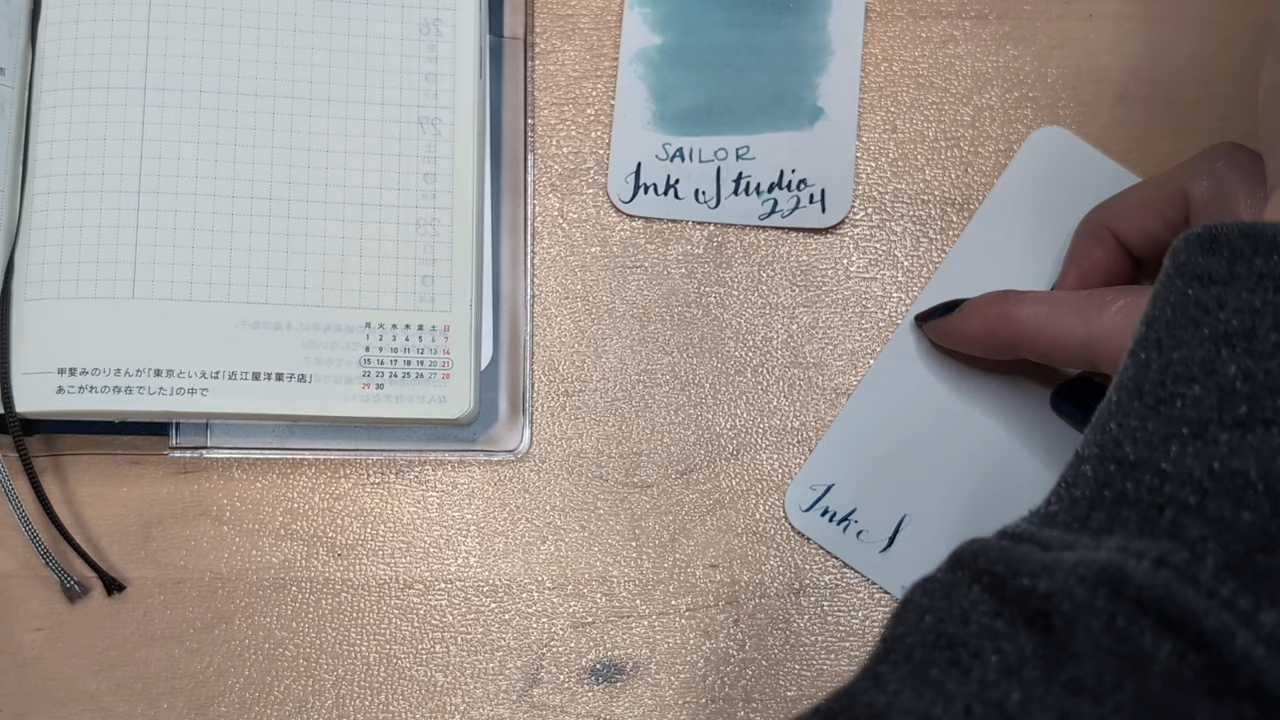 月 火 水 木 金 土 日
1 2 3 4 5 6 7
8 9 10 11 12 13 14
15 16 17 18 19 20 21
22 23 24 25 26 27 28
29 30
甲斐みのりさんが『東京といえば「近江屋洋菓子店」
あこがれの存在でした』の中で
SAILOR
Ink Studio
224
Ink S